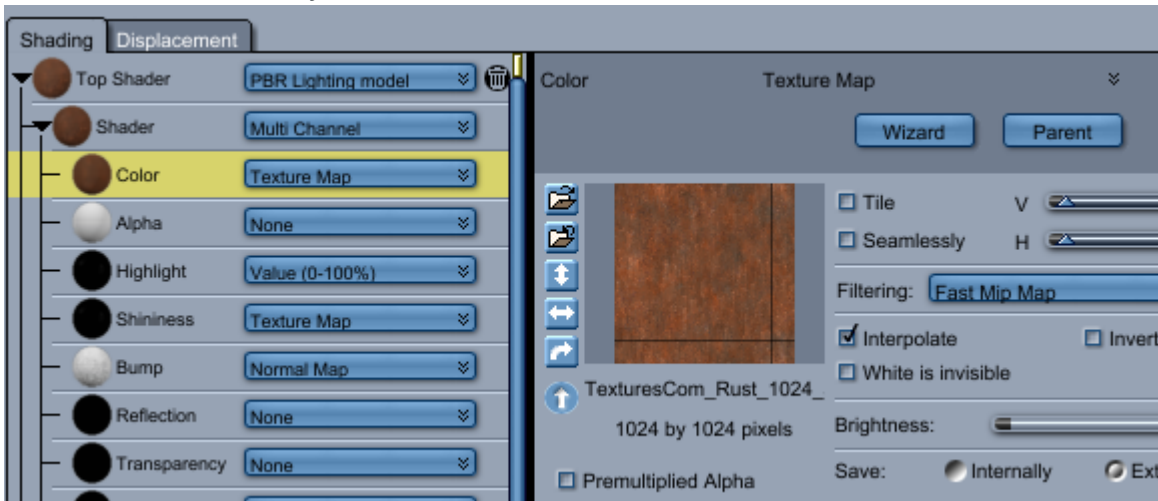 Shading Displacement
Top Shader PBR Lighting model
Shader Multi Channel
Color Texture Map
Alpha None
Highlight Value (0-100%)
Shininess Texture Map
Bump Normal Map
Reflection None
Transparency None
Color Texture Map
Wizard Parent
Tile V
Seamlessly H
Filtering: Fast Mip Map
Interpolate Invert
White is invisible
TexturesCom_Rust_1024_
1024 by 1024 pixels
Brightness:
Premultiplied Alpha
Save: Internally Ext